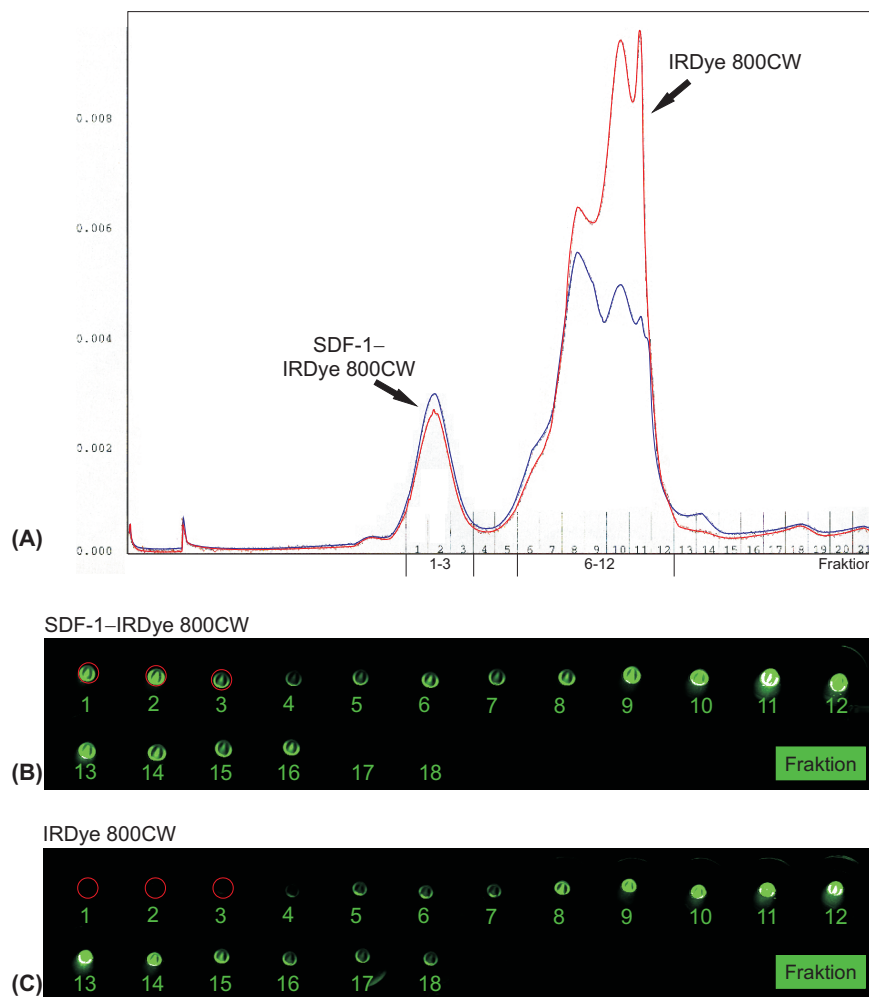 IRDye 800CW
0.008
0.006
0.004
SDF-1–
IRDye 800CW
0.002
(A)
0.000
1 2 3 4 5 6 7 8 9 10 11 12 13 14 15 16 17 18 19 20 21
1-3 6-12 Fraktion
SDF-1–IRDye 800CW
1 2 3 4 5 6 7 8 9 10 11 12
13 14 15 16 17 18
Fraktion
(B)
IRDye 800CW
1 2 3 4 5 6 7 8 9 10 11 12
13 14 15 16 17 18
Fraktion
(C)